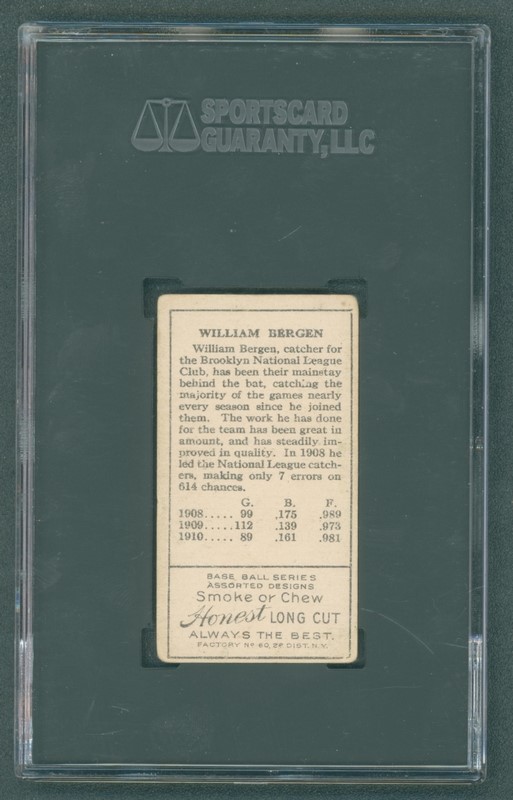 SPORTSCARD
GUARANTY, LLC
WILLIAM BERGEN
William Bergen, catcher for
the Brooklyn National League
Club, has been their mainstay
behind the bat, catching the
majority of the games nearly
every season since he joined
them. The work he has done
for the team has been great in
amount, and has steadily im-
proved in quality. In 1908 he
led the National League catch-
ers, making only 7 errors on
614 chances.
G. B. F.
1908..... 99 .175 .989
1909.....112 .139 .973
1910..... 89 .161 .981
BASE BALL SERIES
ASSORTED DESIGNS
Smoke or Chew
Honest LONG CUT
ALWAYS THE BEST.
FACTORY Nº 60, 2ᴰ DIST. N.Y.